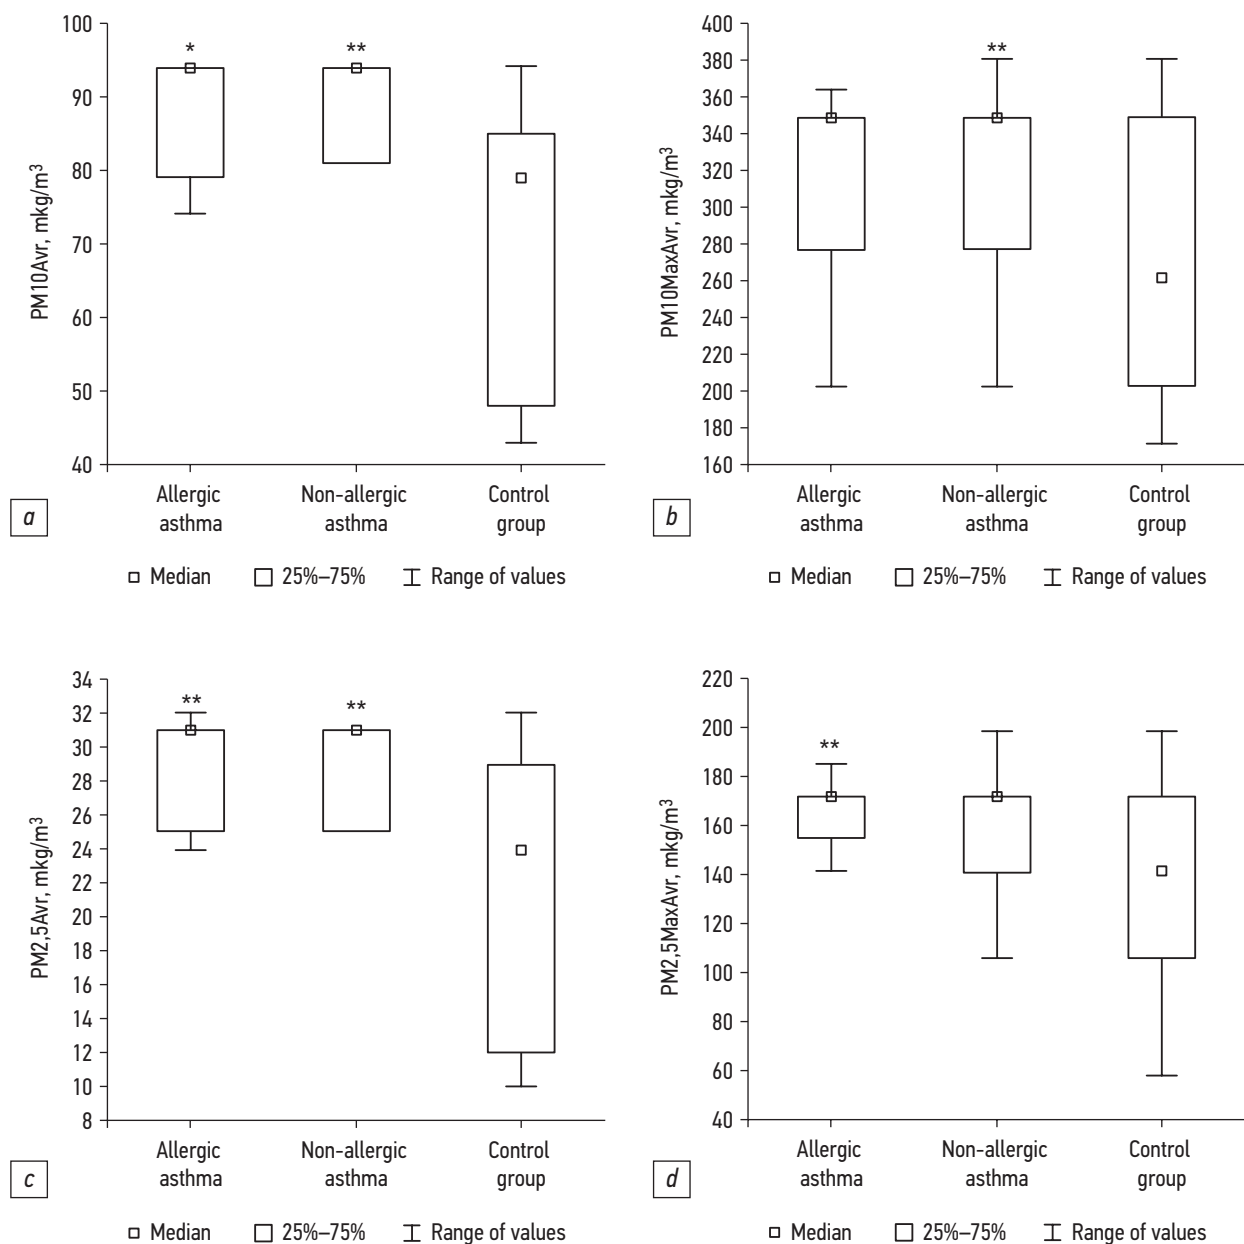 100
90
80
70
60
50
40
PM10Avr, mkg/m³
*
**
Allergic asthma
Non-allergic asthma
Control group
a
Median 25%–75% Range of values
400
380
360
340
320
300
280
260
240
220
200
180
160
PM10MaxAvr, mkg/m³
**
Allergic asthma
Non-allergic asthma
Control group
b
Median 25%–75% Range of values
34
32
30
28
26
24
22
20
18
16
14
12
10
8
PM2,5Avr, mkg/m³
**
**
Allergic asthma
Non-allergic asthma
Control group
c
Median 25%–75% Range of values
220
200
180
160
140
120
100
80
60
40
PM2,5MaxAvr, mkg/m³
**
Allergic asthma
Non-allergic asthma
Control group
d
Median 25%–75% Range of values